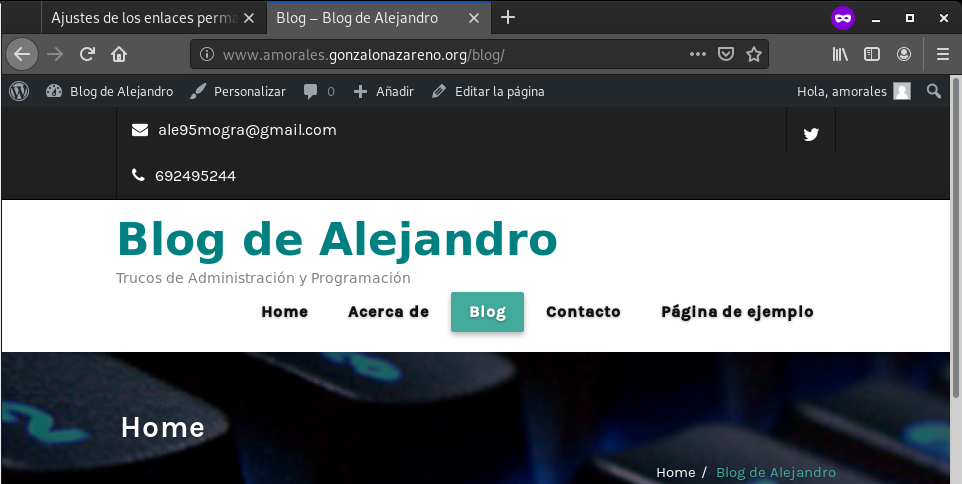 Ajustes de los enlaces perma
Blog – Blog de Alejandro
www.amorales.gonzalonazareno.org/blog/
Blog de Alejandro
Personalizar
0
Añadir
Editar la página
Hola, amorales
ale95mogra@gmail.com
692495244
Blog de Alejandro
Trucos de Administración y Programación
Home
Acerca de
Blog
Contacto
Página de ejemplo
Home
Home / Blog de Alejandro